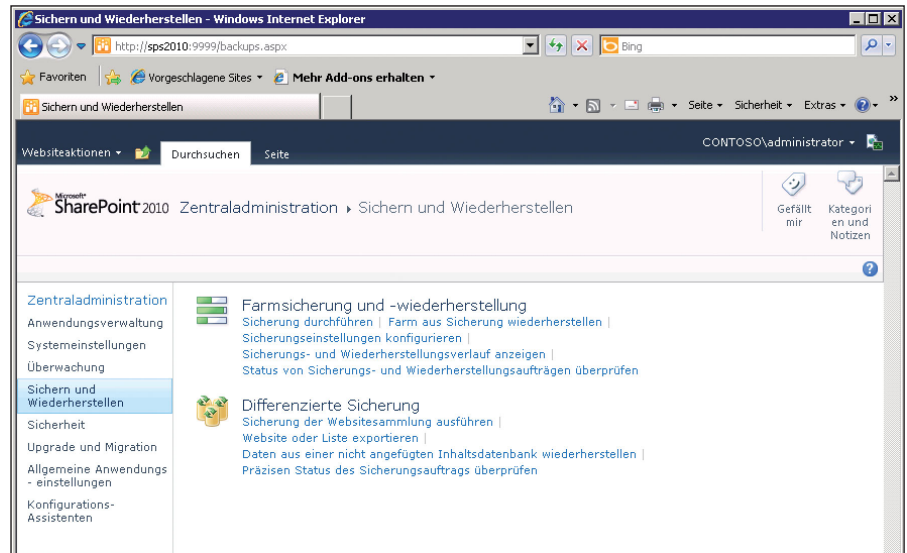 Sichern und Wiederherstellen - Windows Internet Explorer
http://sps2010:9999/backups.aspx
Bing
Favoriten
Vorgeschlagene Sites
Mehr Add-ons erhalten
Sichern und Wiederherstellen
Seite
Sicherheit
Extras
»
Websiteaktionen
Durchsuchen
Seite
CONTOSO\administrator
Microsoft
SharePoint 2010
Zentraladministration
Sichern und Wiederherstellen
Gefällt
mir
Kategori
en und
Notizen
Zentraladministration
Anwendungsverwaltung
Systemeinstellungen
Überwachung
Sichern und
Wiederherstellen
Sicherheit
Upgrade und Migration
Allgemeine Anwendungs
- einstellungen
Konfigurations-
Assistenten
Farmsicherung und -wiederherstellung
Sicherung durchführen | Farm aus Sicherung wiederherstellen |
Sicherungseinstellungen konfigurieren |
Sicherungs- und Wiederherstellungsverlauf anzeigen |
Status von Sicherungs- und Wiederherstellungsaufträgen überprüfen
Differenzierte Sicherung
Sicherung der Websitesammlung ausführen |
Website oder Liste exportieren |
Daten aus einer nicht angefügten Inhaltsdatenbank wiederherstellen |
Präzisen Status des Sicherungsauftrags überprüfen